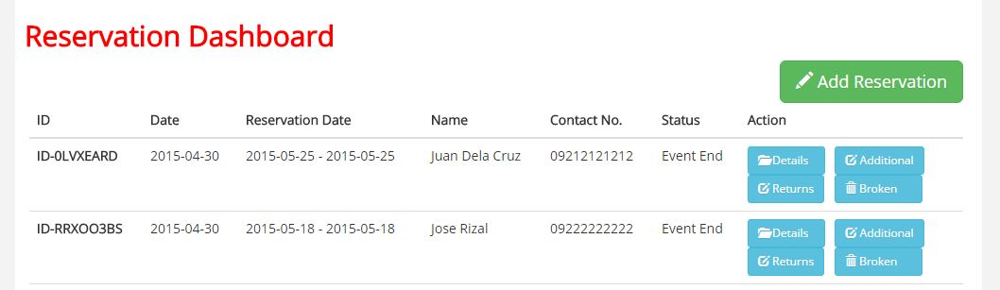 Reservation Dashboard
Add Reservation
ID Date Reservation Date Name Contact No. Status Action
ID-0LVXEARD 2015-04-30 2015-05-25 - 2015-05-25 Juan Dela Cruz 09212121212 Event End Details Additional
Returns Broken
ID-RRXOO3BS 2015-04-30 2015-05-18 - 2015-05-18 Jose Rizal 09222222222 Event End Details Additional
Returns Broken